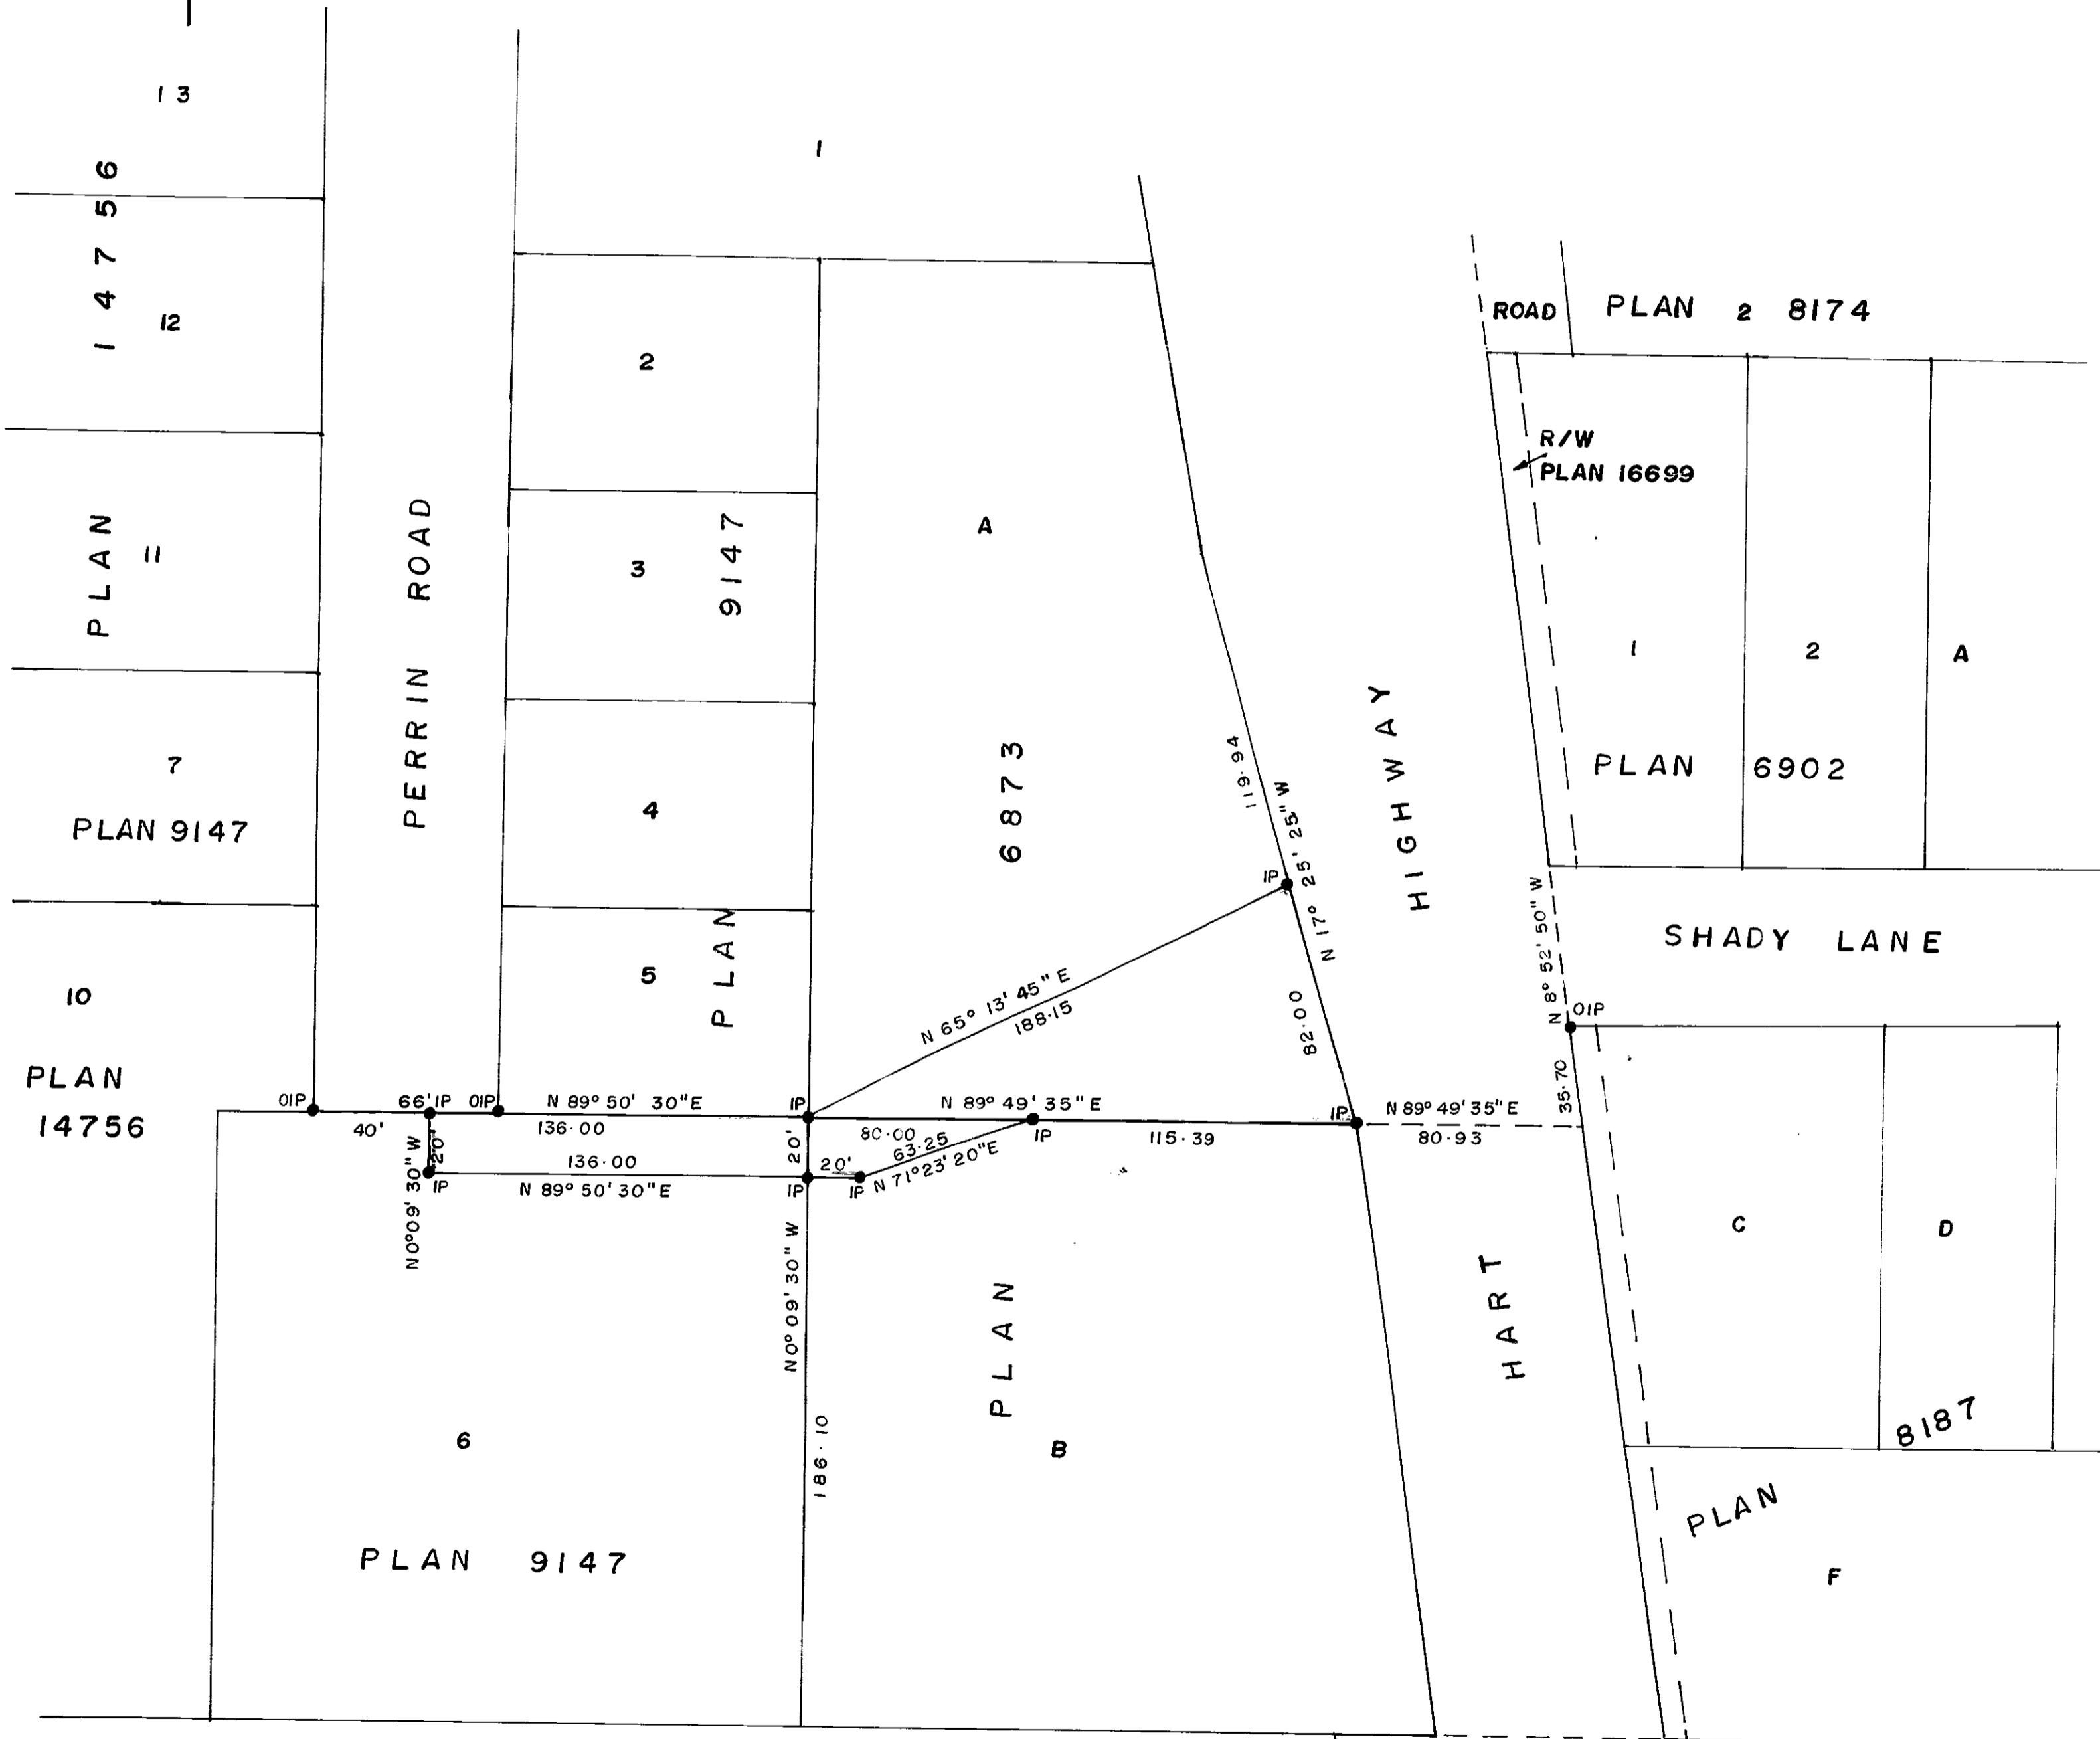 13
1
PLAN 14756
12
2
ROAD
PLAN 2 8174
R/W
PLAN 16699
11
3
PLAN 9147
A
PERRIN ROAD
1
2
A
7
PLAN 9147
4
PLAN 6873
119.94
HART HIGHWAY
PLAN 6902
IP
N 17° 25' 25" W
82.00
N 8° 52' 50" W
SHADY LANE
5
10
N 65° 13' 45" E
188.15
OIP
35.70
PLAN
14756
OIP
66'
IP
OIP
N 89° 50' 30"E
IP
N 89° 49' 35"E
IP
N 89° 49' 35"E
40'
20'
136.00
20'
80.00
IP
115.39
80.93
63.25
N 71°23'20"E
136.00
20'
IP
N 89° 50' 30"E
IP
IP
N0°09'30" W
N0° 09' 30" W
186.10
C
D
6
B
PLAN 8187
PLAN 9147
F